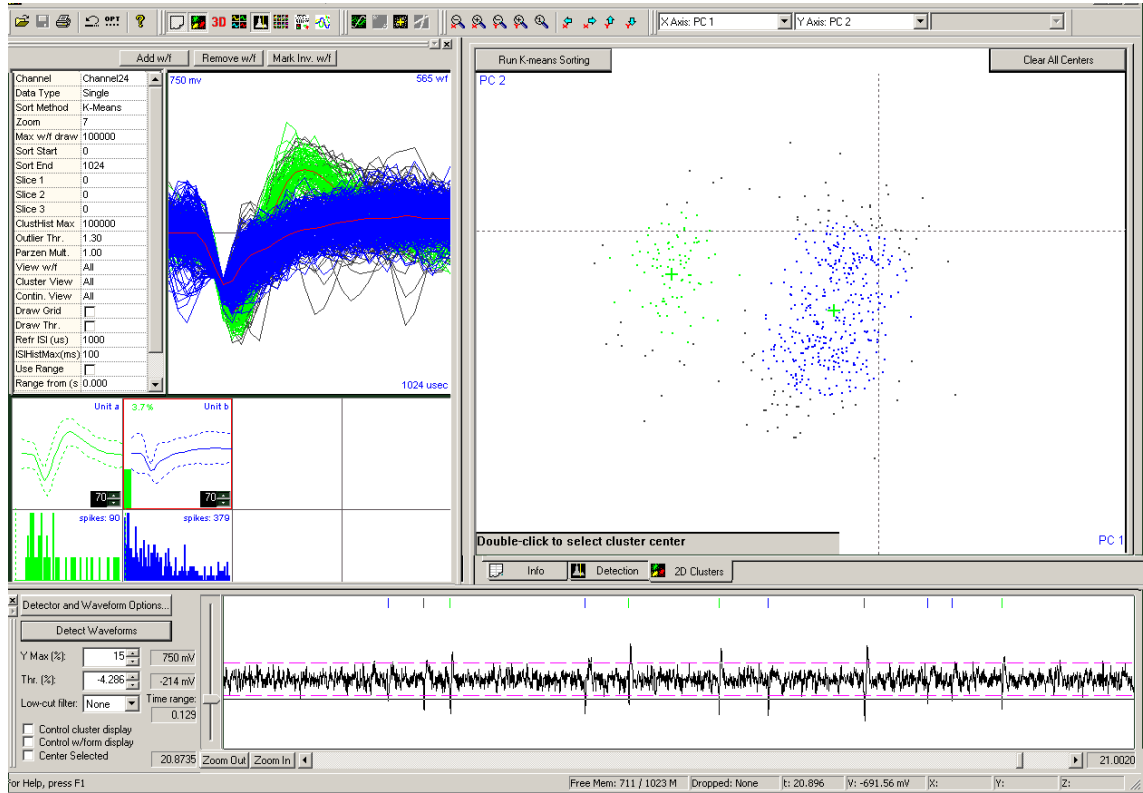 OPT ? 3D X Axis: PC 1 Y Axis: PC 2
Add w/f Remove w/f Mark Inv. w/f
Run K-means Sorting Clear All Centers
Channel Channel24
Data Type Single
Sort Method K-Means
Zoom 7
Max w/f draw 100000
Sort Start 0
Sort End 1024
Slice 1 0
Slice 2 0
Slice 3 0
ClustHist Max 100000
Outlier Thr. 1.30
Parzen Mult. 1.00
View w/f All
Cluster View All
Contin. View All
Draw Grid
Draw Thr.
Refr ISI (us) 1000
ISIHistMax(ms) 100
Use Range
Range from (s 0.000
750 mv 565 wf
1024 usec
PC 2
PC 1
Double-click to select cluster center
Info Detection 2D Clusters
Unit a 3.7% Unit b
70 70
spikes: 90 spikes: 379
Detector and Waveform Options...
Detect Waveforms
Y Max (%): 15 750 mV
Thr. (%): -4.286 -214 mV
Low-cut filter: None Time range:
0.129
Control cluster display
Control w/form display
Center Selected 20.8735 Zoom Out Zoom In 21.0020
For Help, press F1 Free Mem: 711 / 1023 M Dropped: None t: 20.896 V: -691.56 mV X: Y: Z: